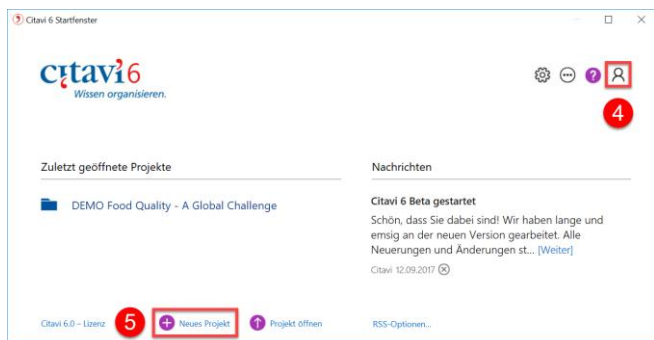 Citavi 6 Startfenster
cıtavi6
Wissen organisieren.
?
4
Zuletzt geöffnete Projekte
Nachrichten
DEMO Food Quality - A Global Challenge
Citavi 6 Beta gestartet
Schön, dass Sie dabei sind! Wir haben lange und
emsig an der neuen Version gearbeitet. Alle
Neuerungen und Änderungen st... [Weiter]
Citavi 12.09.2017
Citavi 6.0 – Lizenz
5
Neues Projekt
Projekt öffnen
RSS-Optionen...